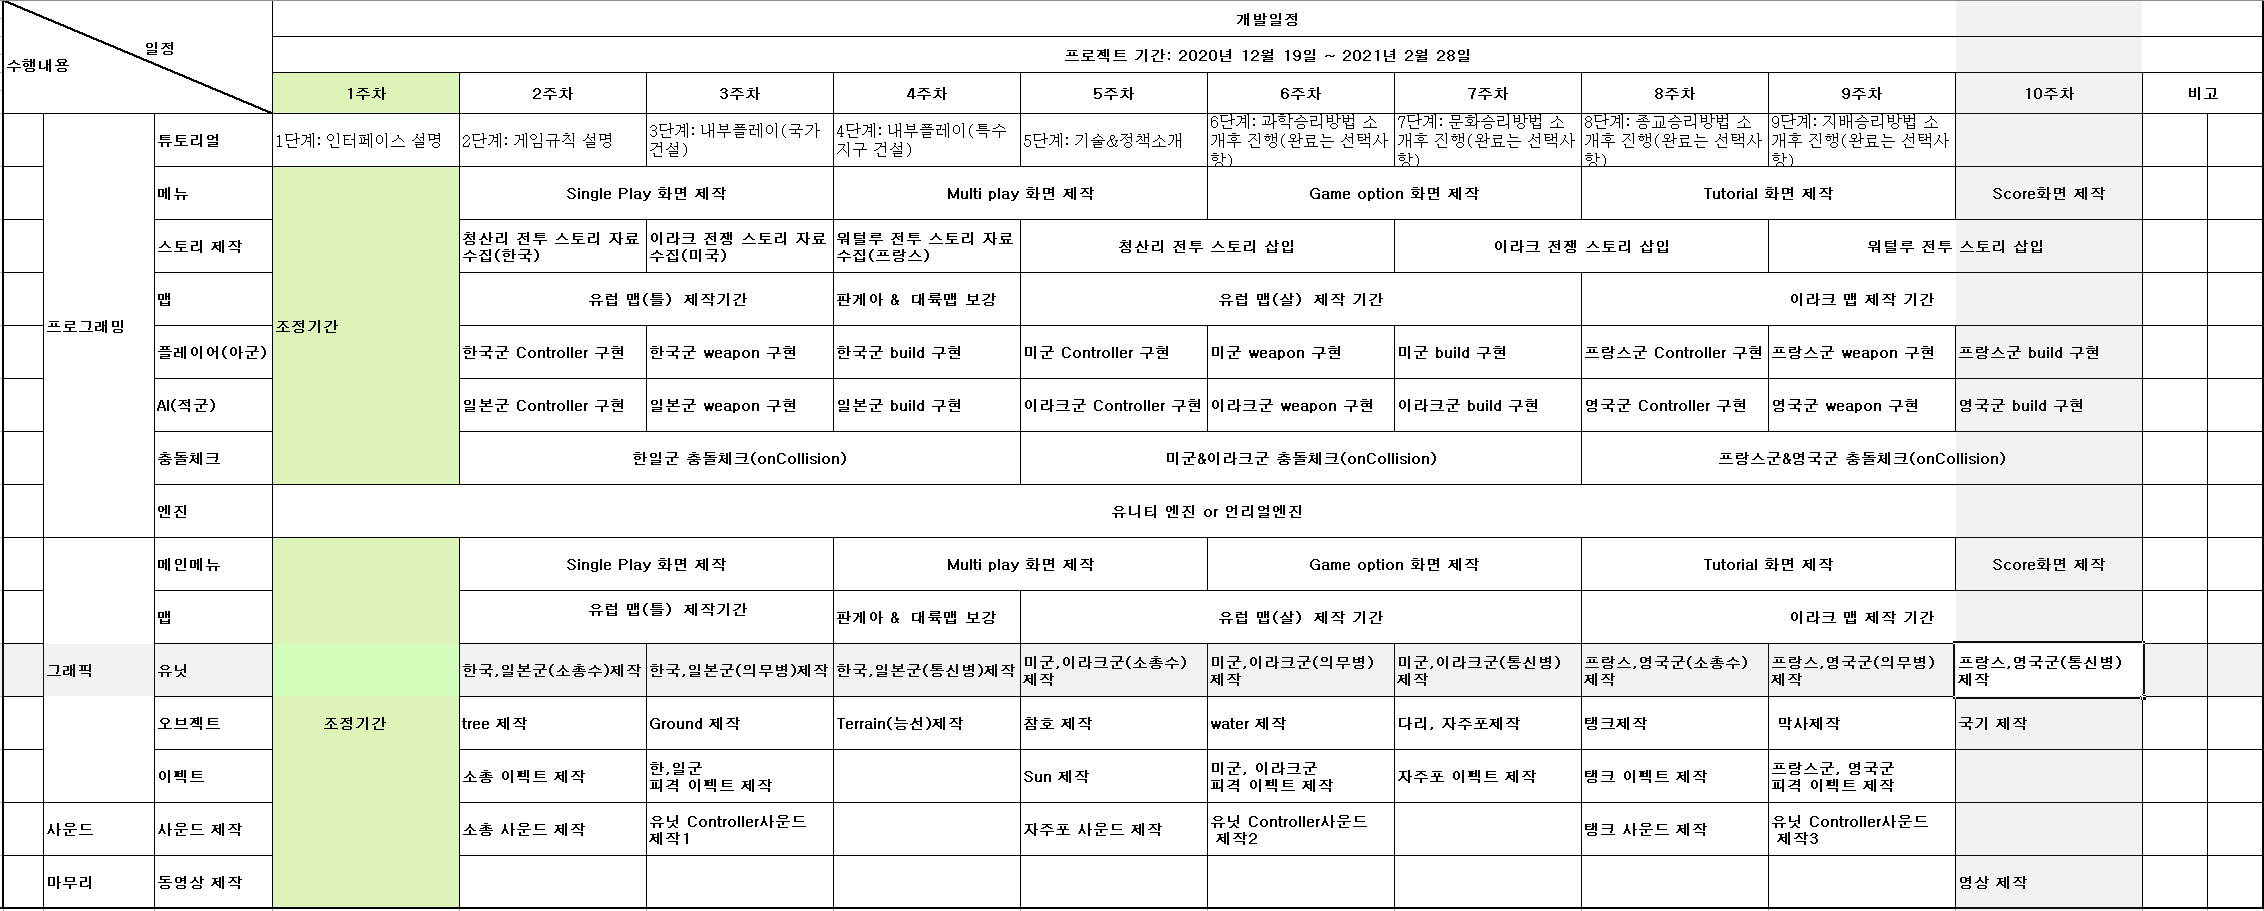 개발일정
일정
수행내용
프로젝트 기간: 2020년 12월 19일 ~ 2021년 2월 28일
1주차 2주차 3주차 4주차 5주차 6주차 7주차 8주차 9주차 10주차 비고
프로그래밍
튜토리얼
1단계: 인터페이스 설명
2단계: 게임규칙 설명
3단계: 내부플레이(국가
건설)
4단계: 내부플레이(특수
지구 건설)
5단계: 기술&정책소개
6단계: 과학승리방법 소
개후 진행(완료는 선택사
항)
7단계: 문화승리방법 소
개후 진행(완료는 선택사
항)
8단계: 종교승리방법 소
개후 진행(완료는 선택사
항)
9단계: 지배승리방법 소
개후 진행(완료는 선택사
항)
조정기간
메뉴
Single Play 화면 제작
Multi play 화면 제작
Game option 화면 제작
Tutorial 화면 제작
Score화면 제작
스토리 제작
청산리 전투 스토리 자료
수집(한국)
이라크 전쟁 스토리 자료
수집(미국)
워털루 전투 스토리 자료
수집(프랑스)
청산리 전투 스토리 삽입
이라크 전쟁 스토리 삽입
워털루 전투 스토리 삽입
맵
유럽 맵(틀) 제작기간
판게아 & 대륙맵 보강
유럽 맵(살) 제작 기간
이라크 맵 제작 기간
플레이어(아군)
한국군 Controller 구현
한국군 weapon 구현
한국군 build 구현
미군 Controller 구현
미군 weapon 구현
미군 build 구현
프랑스군 Controller 구현
프랑스군 weapon 구현
프랑스군 build 구현
AI(적군)
일본군 Controller 구현
일본군 weapon 구현
일본군 build 구현
이라크군 Controller 구현
이라크군 weapon 구현
이라크군 build 구현
영국군 Controller 구현
영국군 weapon 구현
영국군 build 구현
충돌체크
한일군 충돌체크(onCollision)
미군&이라크군 충돌체크(onCollision)
프랑스군&영국군 충돌체크(onCollision)
엔진
유니티 엔진 or 언리얼엔진
그래픽
메인메뉴
Single Play 화면 제작
Multi play 화면 제작
Game option 화면 제작
Tutorial 화면 제작
Score화면 제작
맵
유럽 맵(틀) 제작기간
판게아 & 대륙맵 보강
유럽 맵(살) 제작 기간
이라크 맵 제작 기간
유닛
한국,일본군(소총수)제작
한국,일본군(의무병)제작
한국,일본군(통신병)제작
미군,이라크군(소총수)
제작
미군,이라크군(의무병)
제작
미군,이라크군(통신병)
제작
프랑스,영국군(소총수)
제작
프랑스,영국군(의무병)
제작
프랑스,영국군(통신병)
제작
오브젝트
조정기간
tree 제작
Ground 제작
Terrain(능선)제작
참호 제작
water 제작
다리, 자주포제작
탱크제작
막사제작
국기 제작
이펙트
소총 이펙트 제작
한,일군
피격 이펙트 제작
Sun 제작
미군, 이라크군
피격 이펙트 제작
자주포 이펙트 제작
탱크 이펙트 제작
프랑스군, 영국군
피격 이펙트 제작
사운드
사운드 제작
소총 사운드 제작
유닛 Controller사운드
제작1
자주포 사운드 제작
유닛 Controller사운드
제작2
탱크 사운드 제작
유닛 Controller사운드
제작3
마무리
동영상 제작
영상 제작